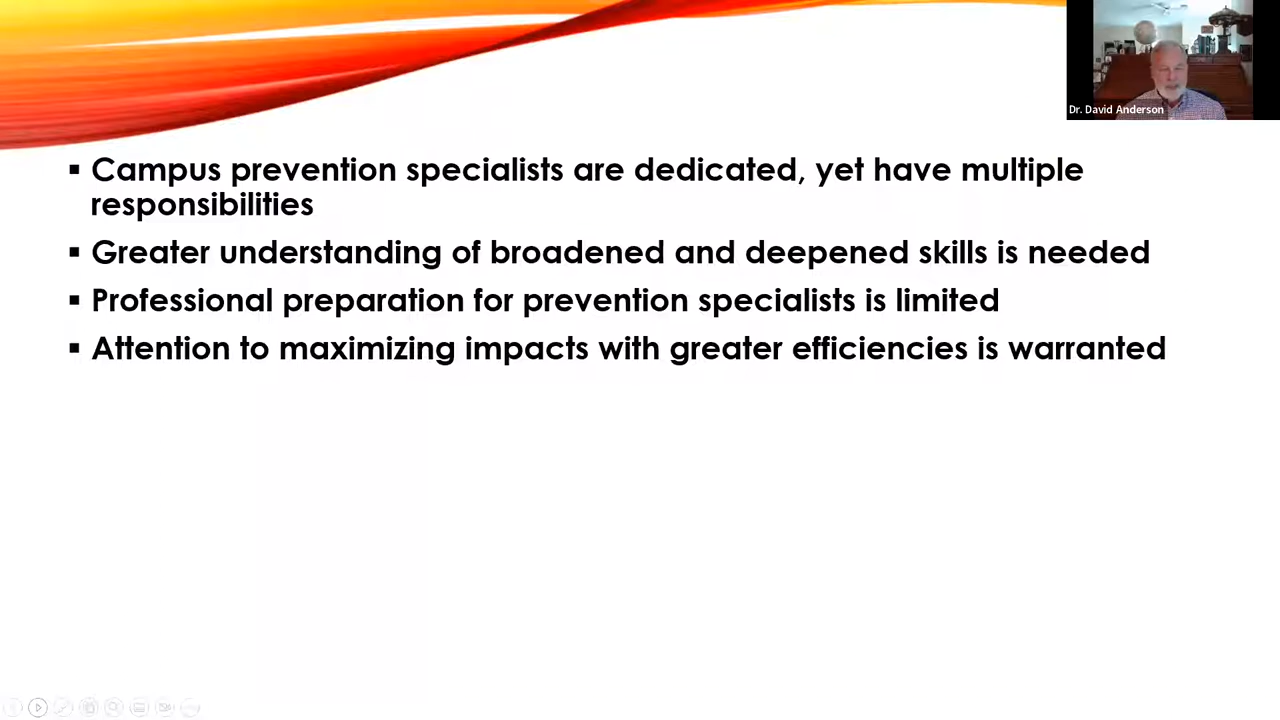 Dr. David Anderson
▪ Campus prevention specialists are dedicated, yet have multiple
responsibilities
▪ Greater understanding of broadened and deepened skills is needed
▪ Professional preparation for prevention specialists is limited
▪ Attention to maximizing impacts with greater efficiencies is warranted